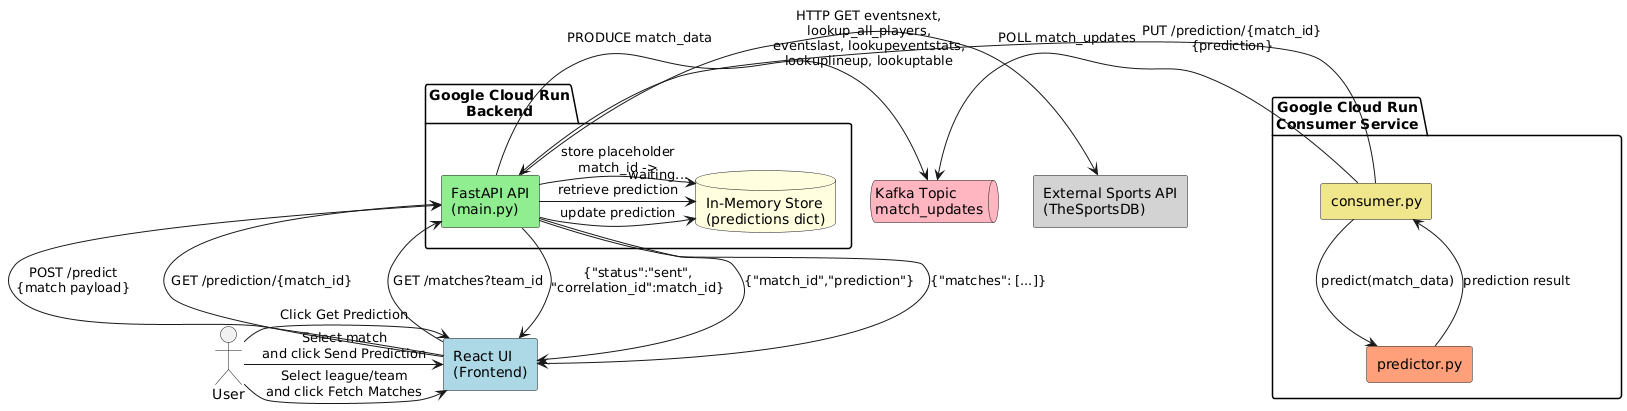 HTTP GET eventsnext,
lookup_all_players,
eventslast, lookupeventstats,
lookuplineup, lookuptable
PRODUCE match_data
POLL match_updates
PUT /prediction/{match_id}
{prediction}
Google Cloud Run
Backend
Google Cloud Run
Consumer Service
store placeholder
match_id ->
"waiting..."
retrieve prediction
update prediction
FastAPI API
(main.py)
In-Memory Store
(predictions dict)
Kafka Topic
match_updates
External Sports API
(TheSportsDB)
consumer.py
POST /predict
{match payload}
GET /prediction/{match_id}
GET /matches?team_id
{"status":"sent",
"correlation_id":match_id}
{"match_id","prediction"}
{"matches": [...]}
predict(match_data)
prediction result
Click Get Prediction
Select match
and click Send Prediction
Select league/team
and click Fetch Matches
User
React UI
(Frontend)
predictor.py